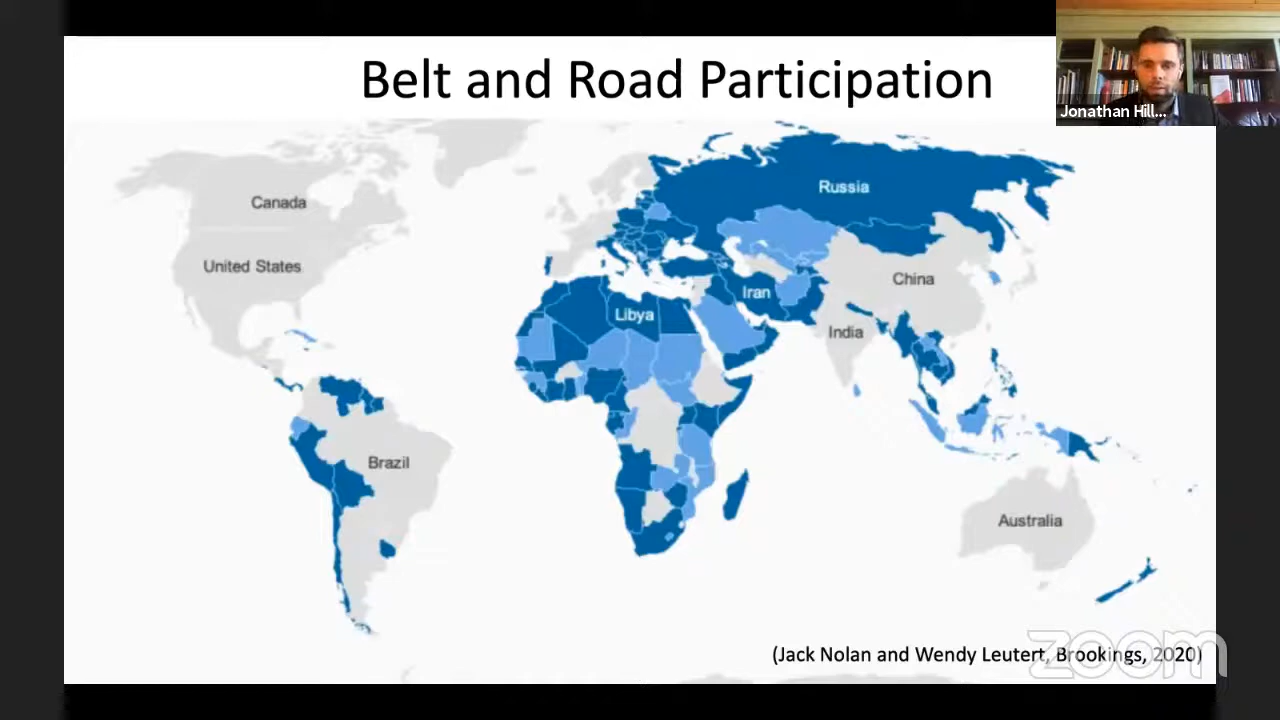 Belt and Road Participation
Jonathan Hill...
Canada
United States
Russia
China
Iran
Libya
India
Brazil
Australia
(Jack Nolan and Wendy Leutert, Brookings, 2020)
zoom